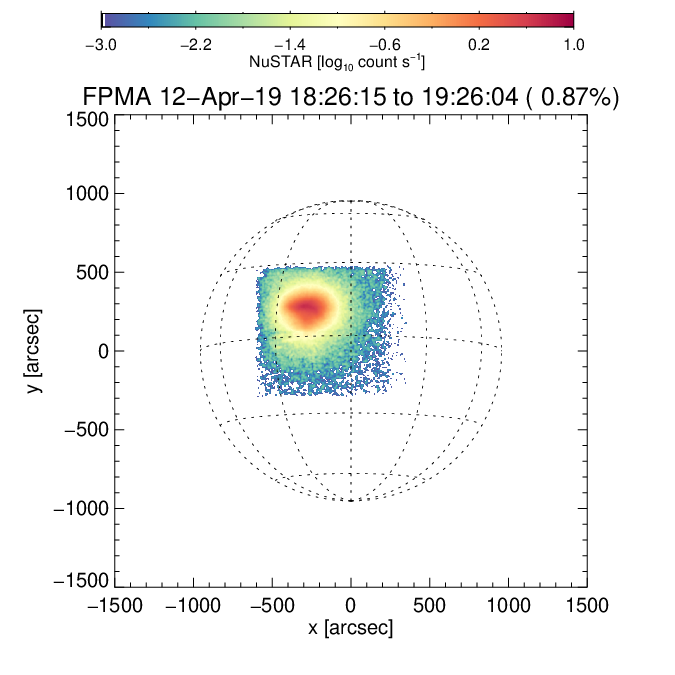 −3.0 −2.2 −1.4 −0.6 0.2 1.0
NuSTAR [log₁₀ count s⁻¹]
FPMA 12−Apr−19 18:26:15 to 19:26:04 ( 0.87%)
1500
1000
500
0
−500
−1000
−1500
y [arcsec]
−1500 −1000 −500 0 500 1000 1500
x [arcsec]